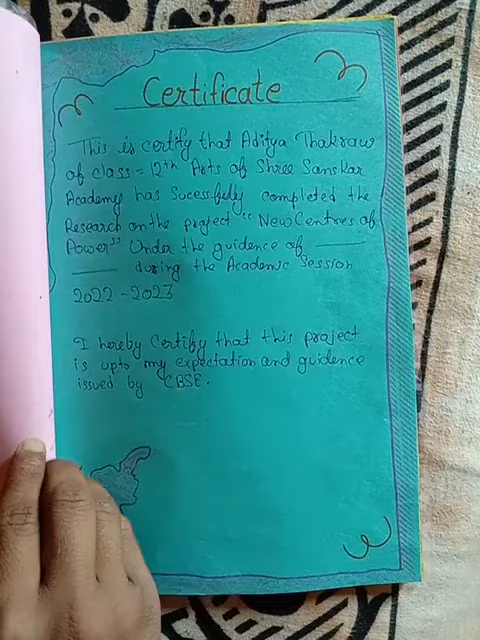 Certificate
This is certify that Aditya Thakraw
of class = 12th Arts of Shree Sanskar
Academy has Sucessfully completed the
Research on the project "New Centres of
Power" Under the guidence of ———
——— during the Academic Session
2022 - 2023
I hereby Certifby that this project
is upto my expectation and guidence
issued by CBSE.